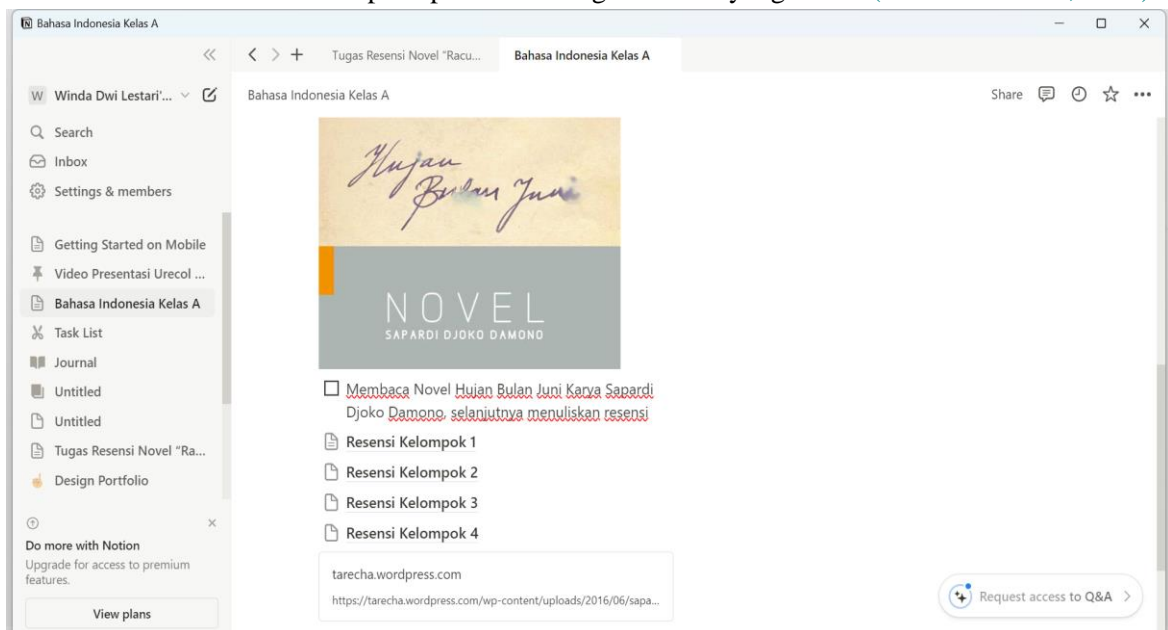 Bahasa Indonesia Kelas A
Tugas Resensi Novel "Racu...
Bahasa Indonesia Kelas A
W Winda Dwi Lestari'...
Bahasa Indonesia Kelas A
Share
Search
Inbox
Settings & members
Getting Started on Mobile
Video Presentasi Urecol ...
Bahasa Indonesia Kelas A
Task List
Journal
Untitled
Untitled
Tugas Resensi Novel "Ra...
Design Portfolio
Do more with Notion
Upgrade for access to premium
features.
View plans
Hujan
Bulan Juni
NOVEL
SAPARDI DJOKO DAMONO
Membaca Novel Hujan Bulan Juni Karya Sapardi
Djoko Damono, selanjutnya menuliskan resensi
Resensi Kelompok 1
Resensi Kelompok 2
Resensi Kelompok 3
Resensi Kelompok 4
tarecha.wordpress.com
https://tarecha.wordpress.com/wp-content/uploads/2016/06/sapa...
Request access to Q&A